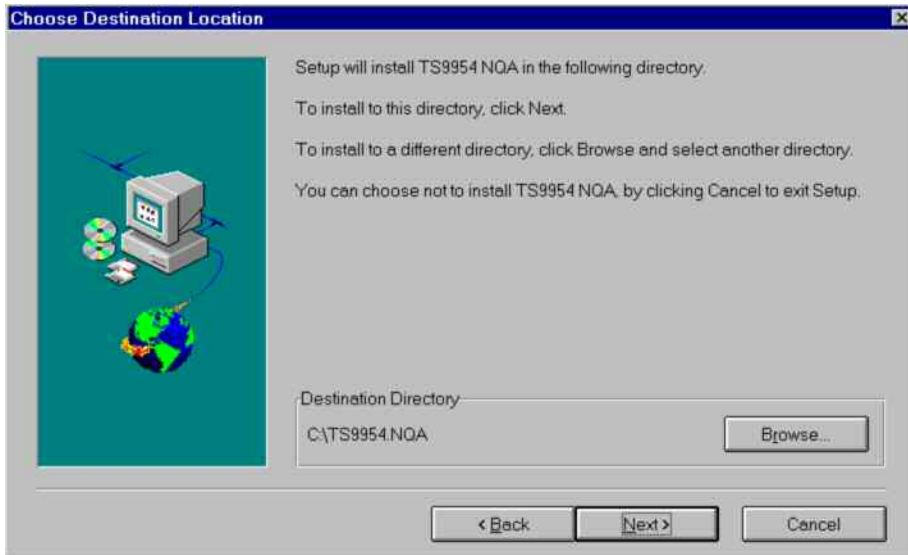 Choose Destination Location
Setup will install TS9954 NQA in the following directory.
To install to this directory, click Next.
To install to a different directory, click Browse and select another directory.
You can choose not to install TS9954 NQA, by clicking Cancel to exit Setup.
Destination Directory
C:\TS9954.NQA
Browse...
< Back
Next >
Cancel